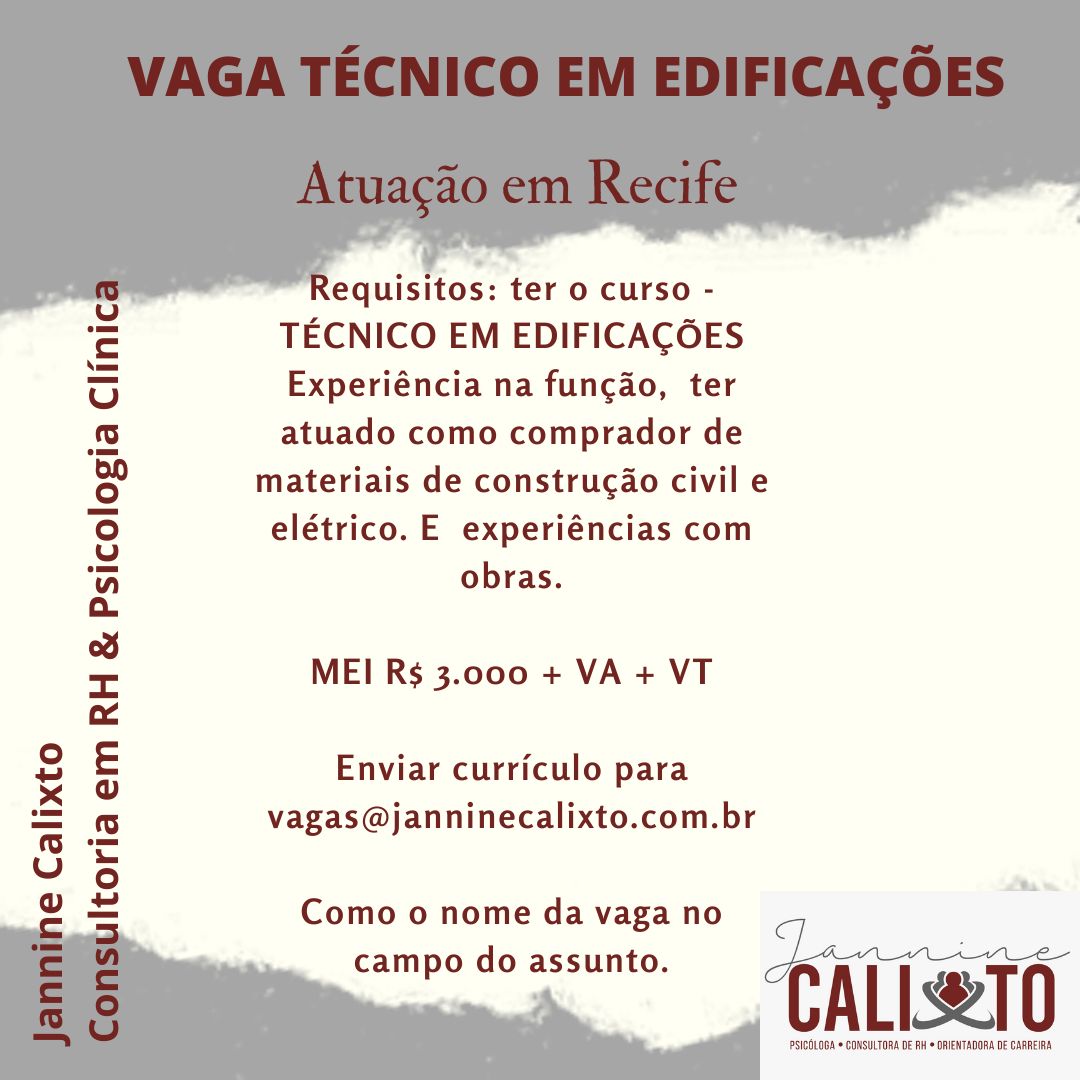 VAGA TÉCNICO EM EDIFICAÇÕES
Atuação em Recife
Requisitos: ter o curso -
TÉCNICO EM EDIFICAÇÕES
Experiência na função,  ter
atuado como comprador de
materiais de construção civil e
elétrico. E  experiências com
obras.
MEI R$ 3.000 + VA + VT
Enviar currículo para
vagas@janninecalixto.com.br
Como o nome da vaga no
campo do assunto.
Jannine Calixto
Consultoria em RH & Psicologia Clínica
Jannine
CALIXTO
PSICÓLOGA • CONSULTORA DE RH • ORIENTADORA DE CARREIRA